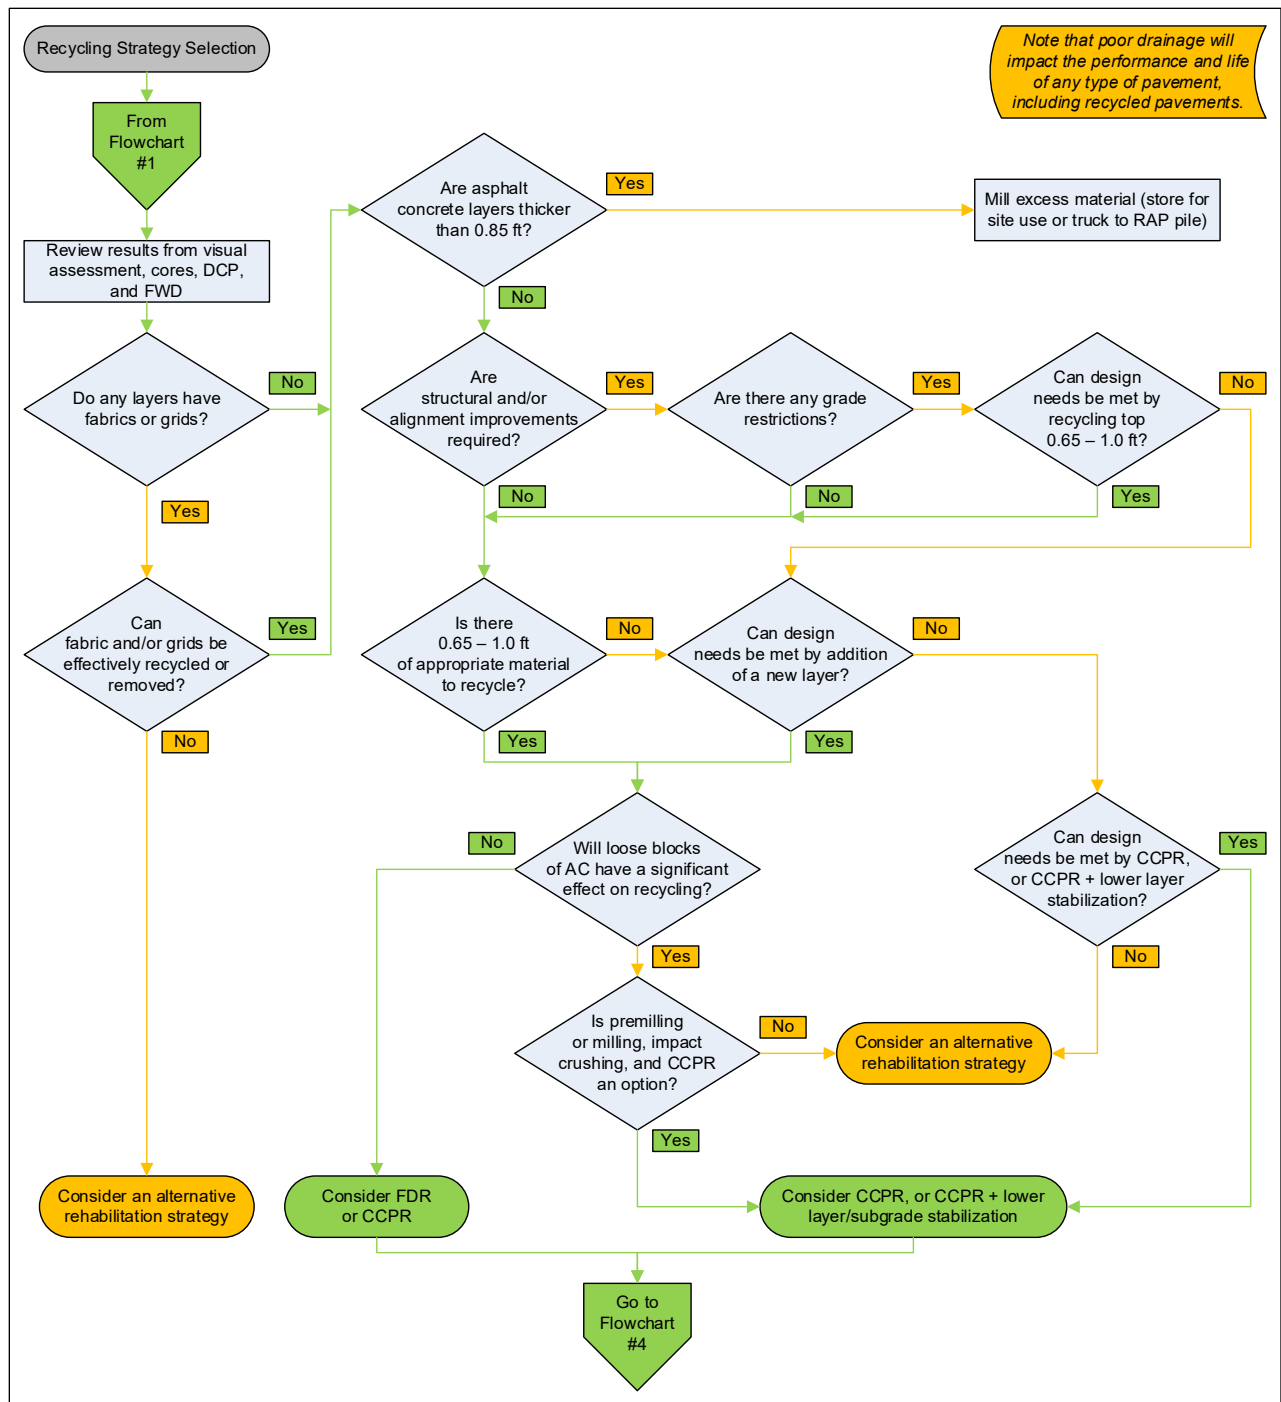 Recycling Strategy Selection
Note that poor drainage will
impact the performance and life
of any type of pavement,
including recycled pavements.
From
Flowchart
#1
Review results from visual
assessment, cores, DCP,
and FWD
Do any layers have
fabrics or grids?
No
Yes
Can
fabric and/or grids be
effectively recycled or
removed?
Yes
No
Consider an alternative
rehabilitation strategy
Are asphalt
concrete layers thicker
than 0.85 ft?
Yes
Mill excess material (store for
site use or truck to RAP pile)
No
Are
structural and/or
alignment improvements
required?
Yes
No
Are there any grade
restrictions?
Yes
No
Can design
needs be met by
recycling top
0.65 – 1.0 ft?
No
Yes
Is there
0.65 – 1.0 ft
of appropriate material
to recycle?
No
Yes
Can design
needs be met by addition
of a new layer?
No
Yes
Will loose blocks
of AC have a significant
effect on recycling?
No
Yes
Can design
needs be met by CCPR,
or CCPR + lower layer
stabilization?
Yes
No
Is premilling
or milling, impact
crushing, and CCPR
an option?
No
Yes
Consider an alternative
rehabilitation strategy
Consider FDR
or CCPR
Consider CCPR, or CCPR + lower
layer/subgrade stabilization
Go to
Flowchart
#4